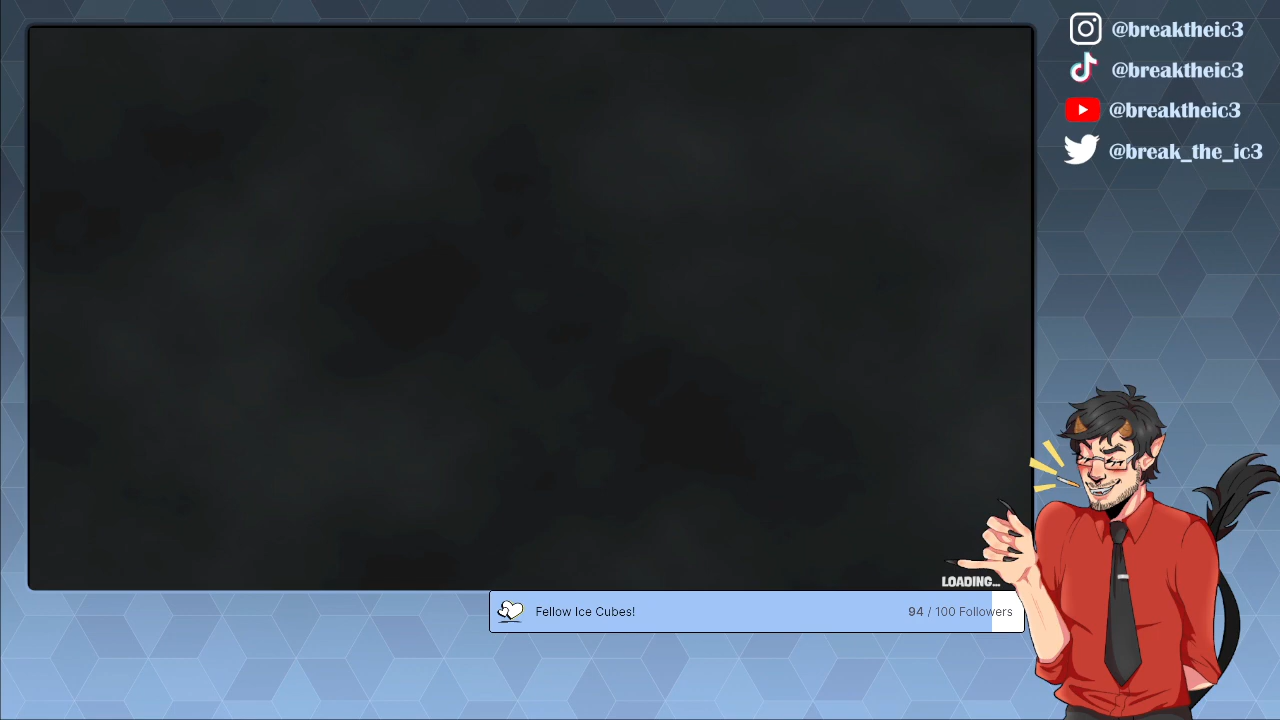 @breaktheic3
@breaktheic3
@breaktheic3
@break_the_ic3
LOADING...
Fellow Ice Cubes! 94 / 100 Followers